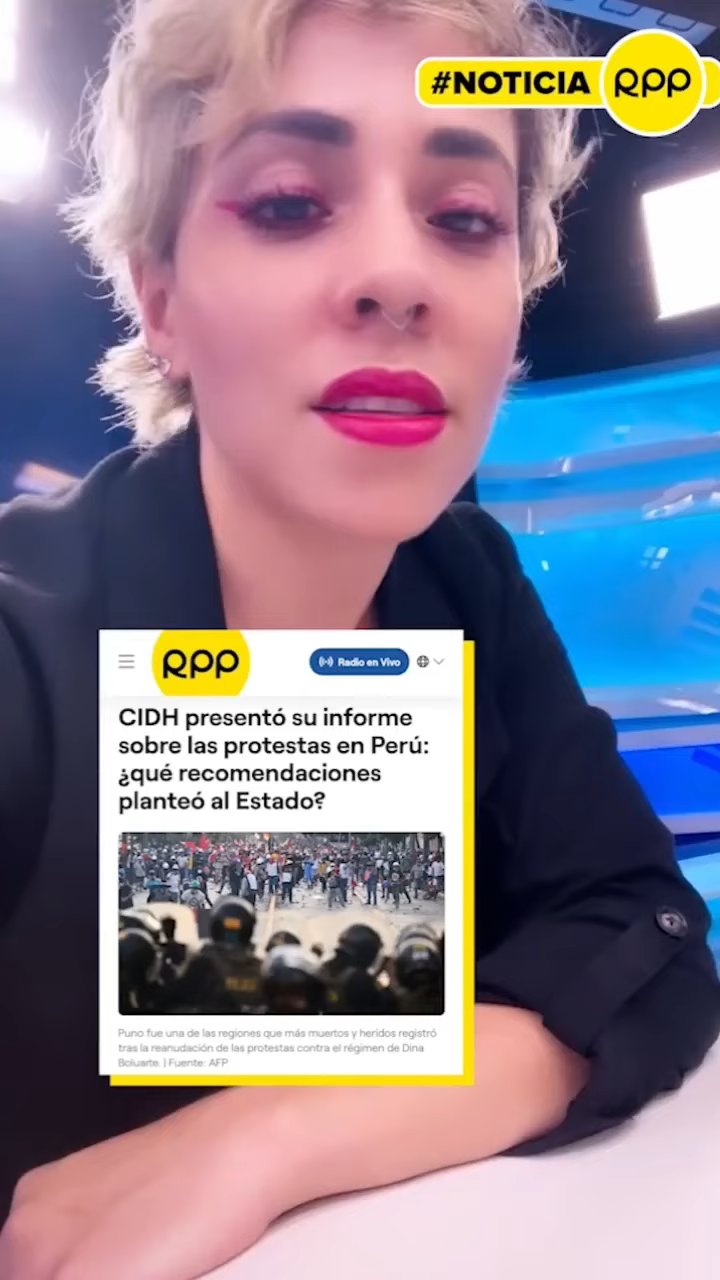 #NOTICIA RPP
RPP
Radio en Vivo
CIDH presentó su informe
sobre las protestas en Perú:
¿qué recomendaciones
planteó al Estado?
Puno fue una de las regiones que más muertos y heridos registró
tras la reanudación de las protestas contra el régimen de Dina
Boluarte. | Fuente: AFP